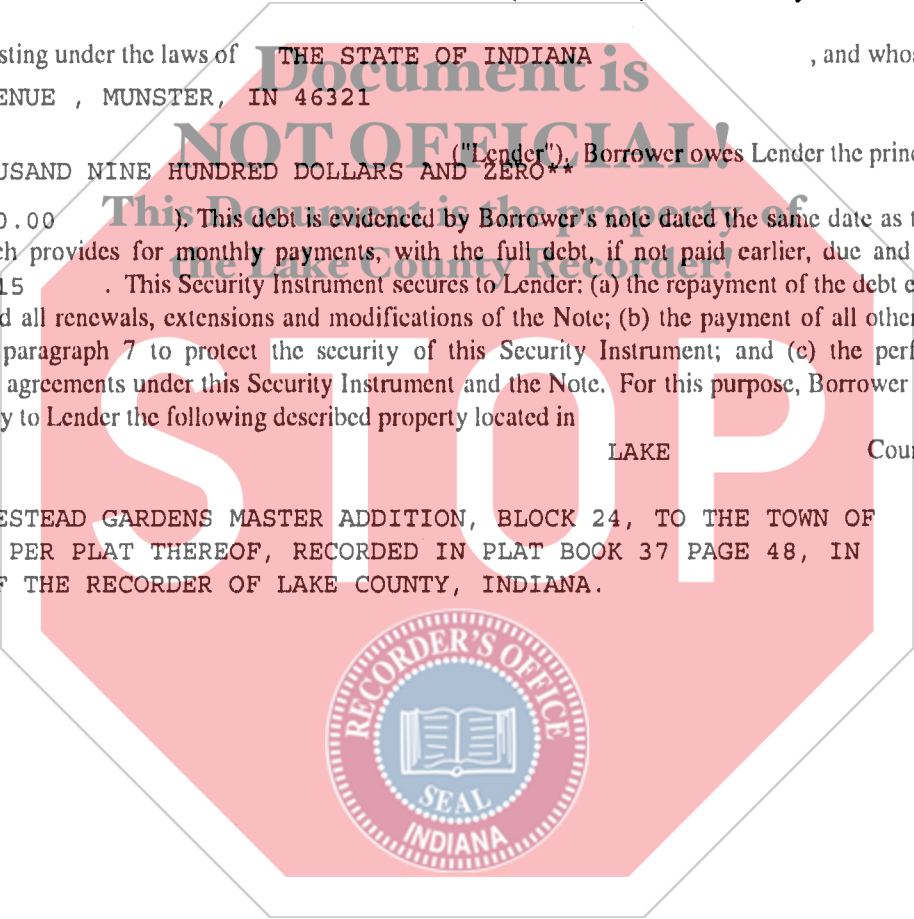 sting under the laws of THE STATE OF INDIANA , and whos
ENUE , MUNSTER, IN 46321
Document is
NOT OFFICIAL!
("Lender"). Borrower owes Lender the princ
USAND NINE HUNDRED DOLLARS AND ZERO**
This Document is the property of
the Lake County Recorder!
0.00 ). This debt is evidenced by Borrower's note dated the same date as t
ch provides for monthly payments, with the full debt, if not paid earlier, due and
15 . This Security Instrument secures to Lender: (a) the repayment of the debt e
d all renewals, extensions and modifications of the Note; (b) the payment of all other
paragraph 7 to protect the security of this Security Instrument; and (c) the perf
agreements under this Security Instrument and the Note. For this purpose, Borrower
y to Lender the following described property located in
LAKE Cou
STOP
ESTEAD GARDENS MASTER ADDITION, BLOCK 24, TO THE TOWN OF
PER PLAT THEREOF, RECORDED IN PLAT BOOK 37 PAGE 48, IN
F THE RECORDER OF LAKE COUNTY, INDIANA.
RECORDER'S OFFICE
SEAL
INDIANA